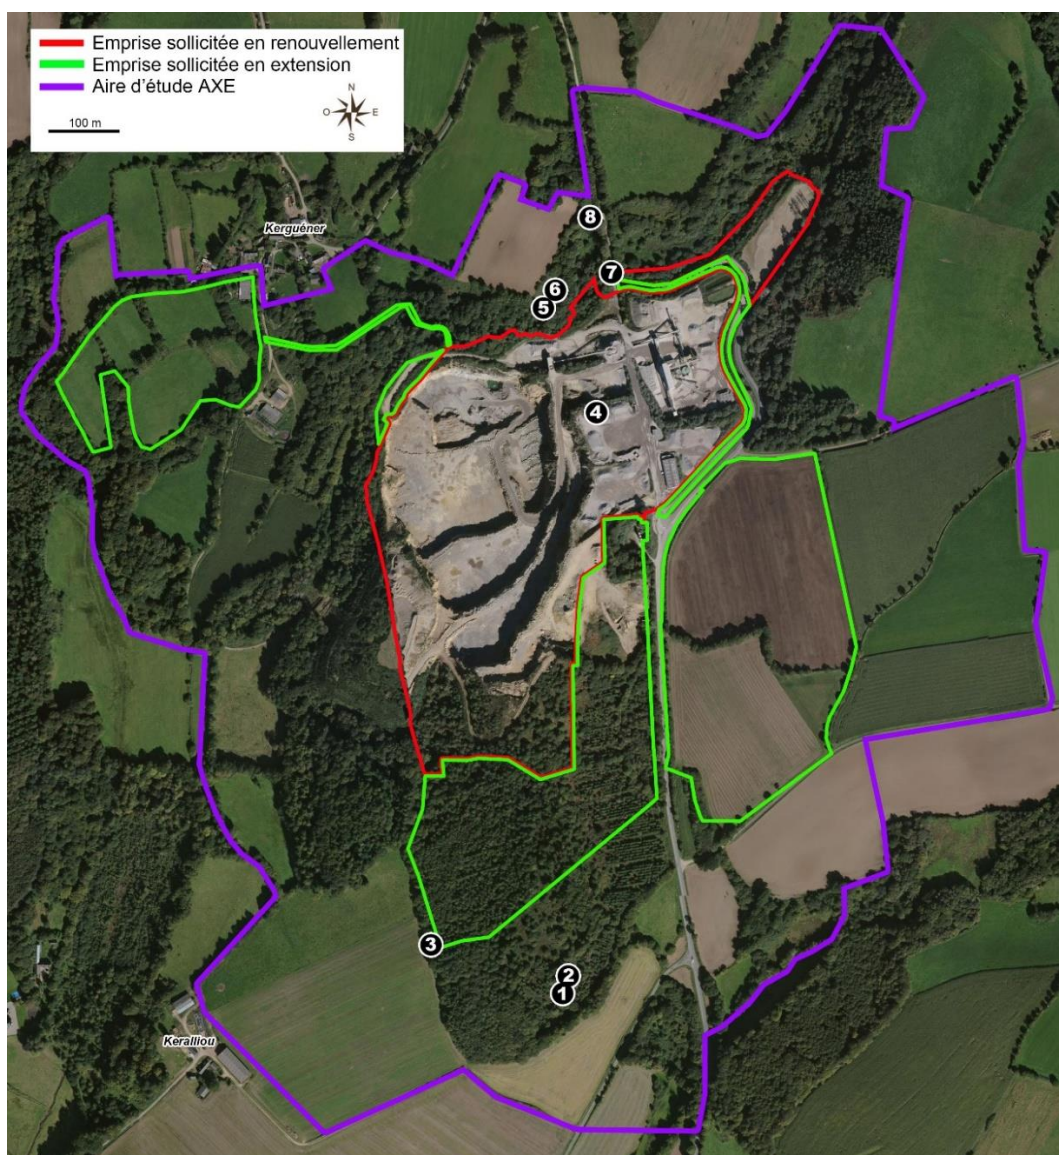 Emprise sollicitée en renouvellement
Emprise sollicitée en extension
Aire d'étude AXE
N
O E
S
100 m
Kerguéner
8
7
6
5
4
3
2
1
Keralliou